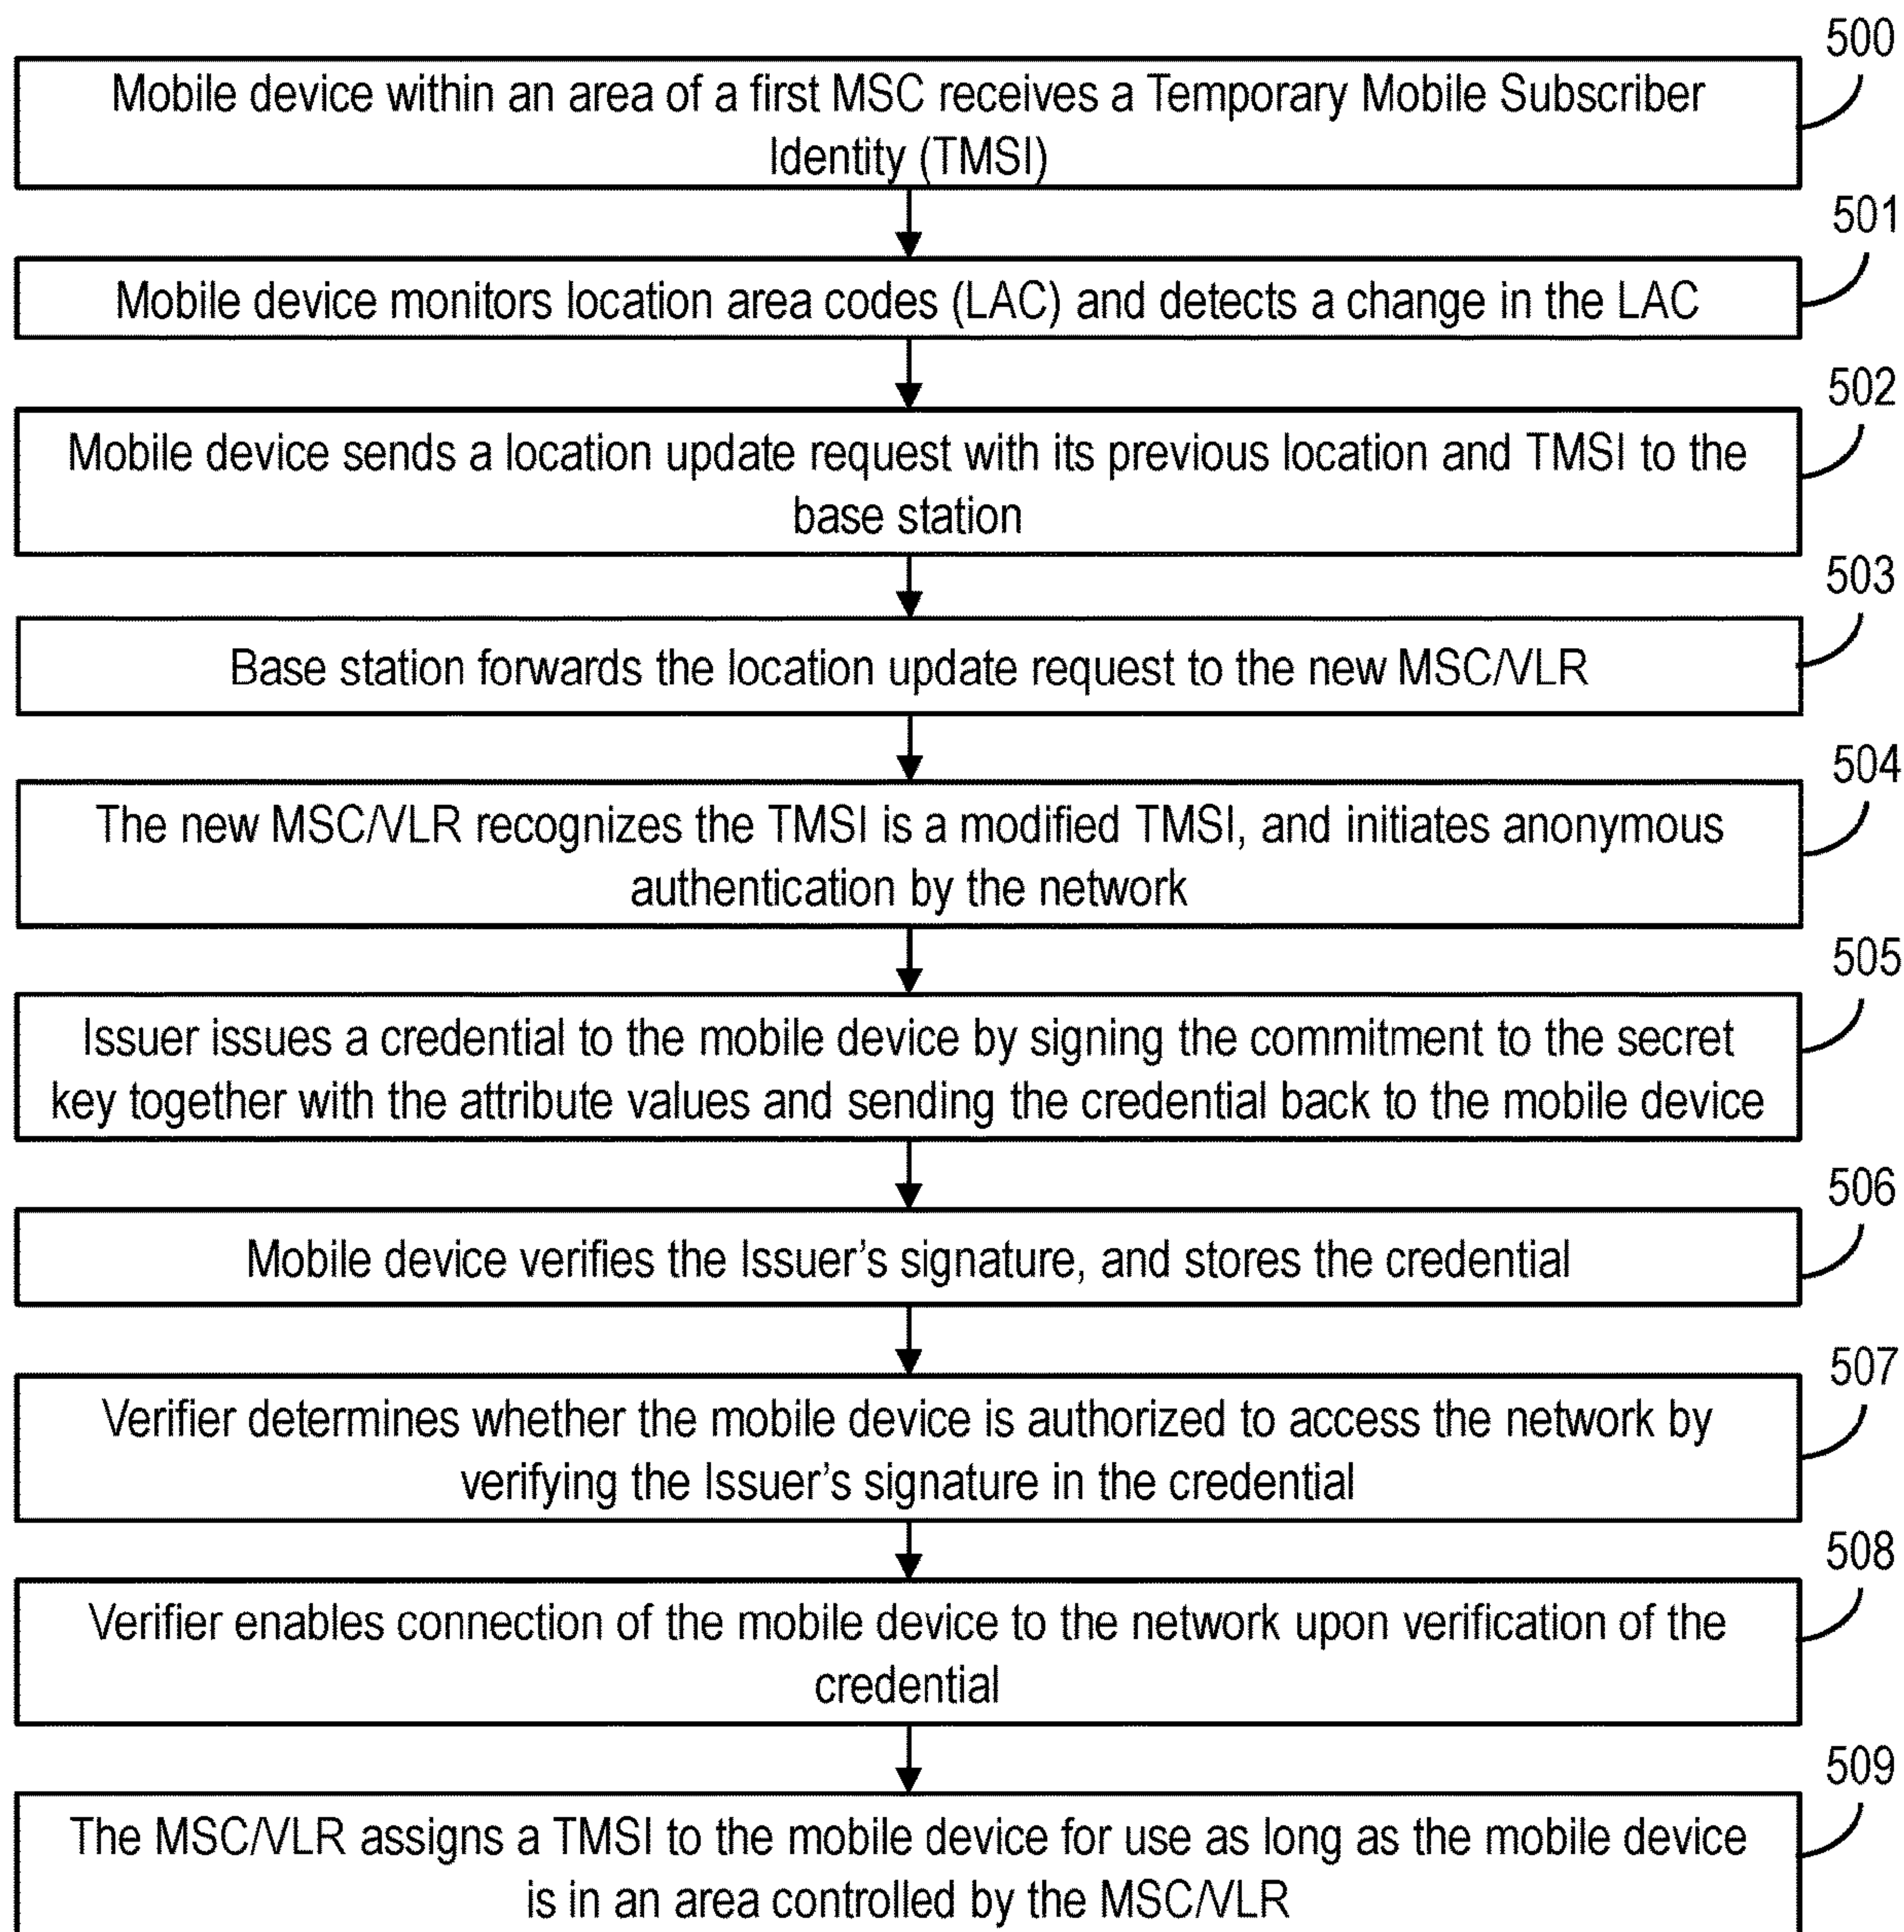 500
Mobile device within an area of a first MSC receives a Temporary Mobile Subscriber
Identity (TMSI)
501
Mobile device monitors location area codes (LAC) and detects a change in the LAC
502
Mobile device sends a location update request with its previous location and TMSI to the
base station
503
Base station forwards the location update request to the new MSC/VLR
504
The new MSC/VLR recognizes the TMSI is a modified TMSI, and initiates anonymous
authentication by the network
505
Issuer issues a credential to the mobile device by signing the commitment to the secret
key together with the attribute values and sending the credential back to the mobile device
506
Mobile device verifies the Issuer's signature, and stores the credential
507
Verifier determines whether the mobile device is authorized to access the network by
verifying the Issuer's signature in the credential
508
Verifier enables connection of the mobile device to the network upon verification of the
credential
509
The MSC/VLR assigns a TMSI to the mobile device for use as long as the mobile device
is in an area controlled by the MSC/VLR